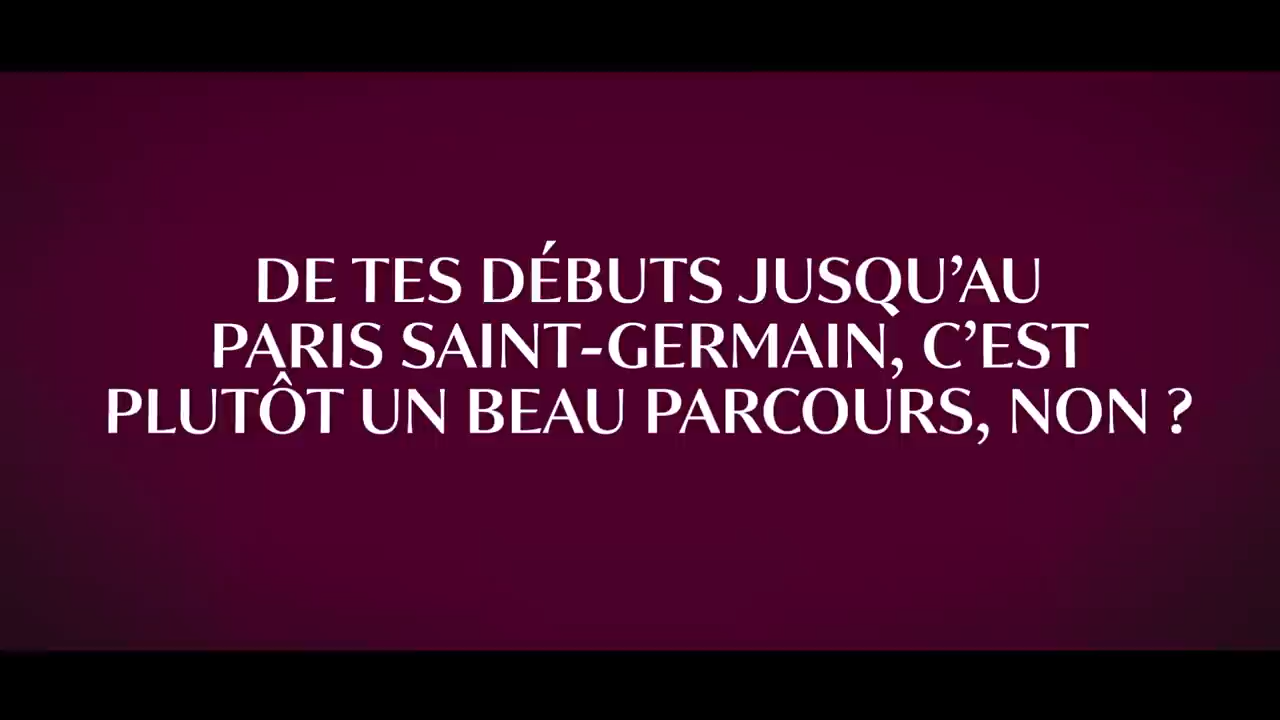 DE TES DÉBUTS JUSQU’AU
PARIS SAINT-GERMAIN, C’EST
PLUTÔT UN BEAU PARCOURS, NON ?